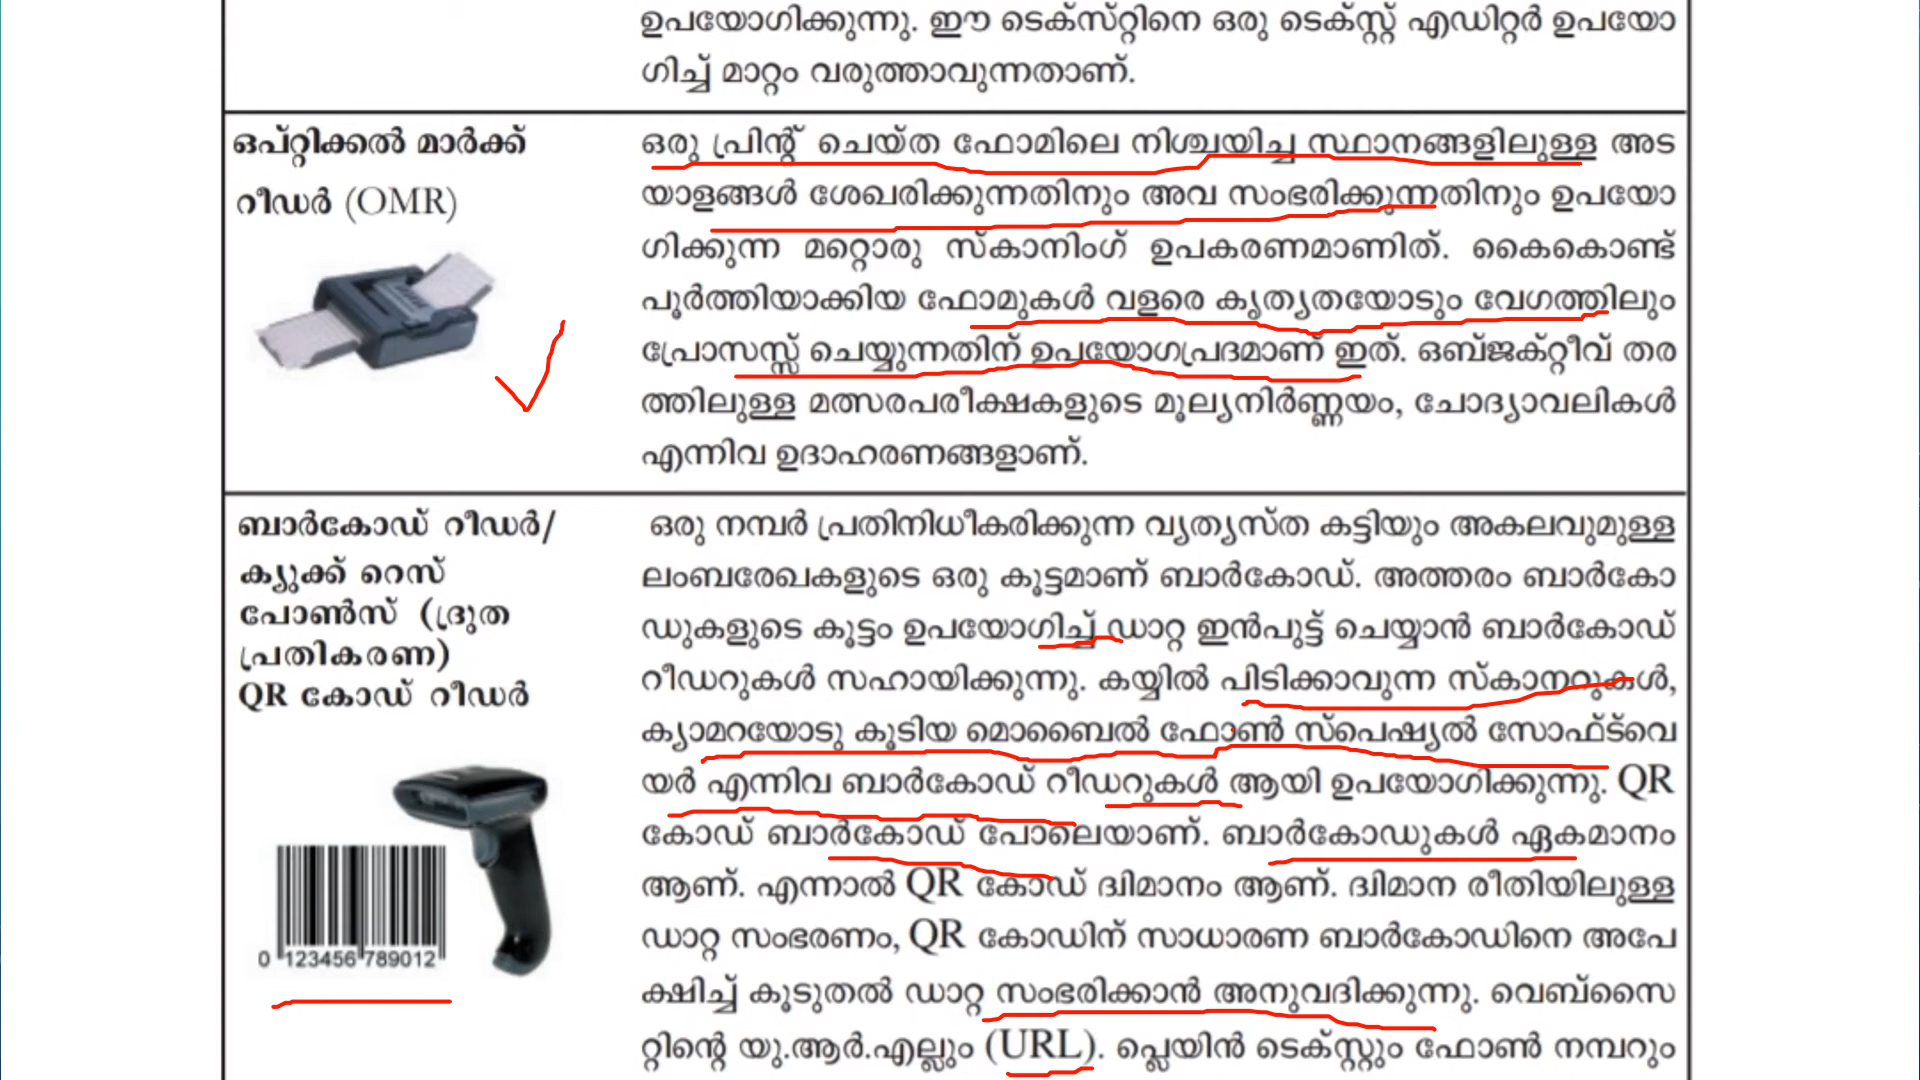 ഉപയോഗിക്കുന്നു. ഈ ടെക്സ്റ്റിനെ ഒരു ടെക്സ്റ്റ് എഡിറ്റർ ഉപയോ
ഗിച്ച് മാറ്റം വരുത്താവുന്നതാണ്.
ഒപ്റ്റിക്കൽ മാർക്ക്
റീഡർ (OMR)
ഒരു പ്രിന്റ് ചെയ്ത ഫോമിലെ നിശ്ചയിച്ച സ്ഥാനങ്ങളിലുള്ള അട
യാളങ്ങൾ ശേഖരിക്കുന്നതിനും അവ സംഭരിക്കുന്നതിനും ഉപയോ
ഗിക്കുന്ന മറ്റൊരു സ്കാനിംഗ് ഉപകരണമാണിത്. കൈകൊണ്ട്
പൂർത്തിയാക്കിയ ഫോമുകൾ വളരെ കൃത്യതയോടും വേഗത്തിലും
പ്രോസസ്സ് ചെയ്യുന്നതിന് ഉപയോഗപ്രദമാണ് ഇത്. ഒബ്ജക്റ്റീവ് തര
ത്തിലുള്ള മത്സരപരീക്ഷകളുടെ മൂല്യനിർണ്ണയം, ചോദ്യാവലികൾ
എന്നിവ ഉദാഹരണങ്ങളാണ്.
ബാർകോഡ് റീഡർ/
ക്യുക്ക് റെസ്
പോൺസ് (ദ്രുത
പ്രതികരണ)
QR കോഡ് റീഡർ
0 123456 789012
ഒരു നമ്പർ പ്രതിനിധീകരിക്കുന്ന വ്യത്യസ്ത കട്ടിയും അകലവുമുള്ള
ലംബരേഖകളുടെ ഒരു കൂട്ടമാണ് ബാർകോഡ്. അത്തരം ബാർകോ
ഡുകളുടെ കൂട്ടം ഉപയോഗിച്ച് ഡാറ്റ ഇൻപുട്ട് ചെയ്യാൻ ബാർകോഡ്
റീഡറുകൾ സഹായിക്കുന്നു. കയ്യിൽ പിടിക്കാവുന്ന സ്കാനറുകൾ,
ക്യാമറയോടു കൂടിയ മൊബൈൽ ഫോൺ സ്പെഷ്യൽ സോഫ്ട്വെ
യർ എന്നിവ ബാർകോഡ് റീഡറുകൾ ആയി ഉപയോഗിക്കുന്നു. QR
കോഡ് ബാർകോഡ് പോലെയാണ്. ബാർകോഡുകൾ ഏകമാനം
ആണ്. എന്നാൽ QR കോഡ് ദ്വിമാനം ആണ്. ദ്വിമാന രീതിയിലുള്ള
ഡാറ്റ സംഭരണം, QR കോഡിന് സാധാരണ ബാർകോഡിനെ അപേ
ക്ഷിച്ച് കൂടുതൽ ഡാറ്റ സംഭരിക്കാൻ അനുവദിക്കുന്നു. വെബ്സൈ
റ്റിന്റെ യു.ആർ.എല്ലും (URL). പ്ലെയിൻ ടെക്സ്റ്റും ഫോൺ നമ്പറും